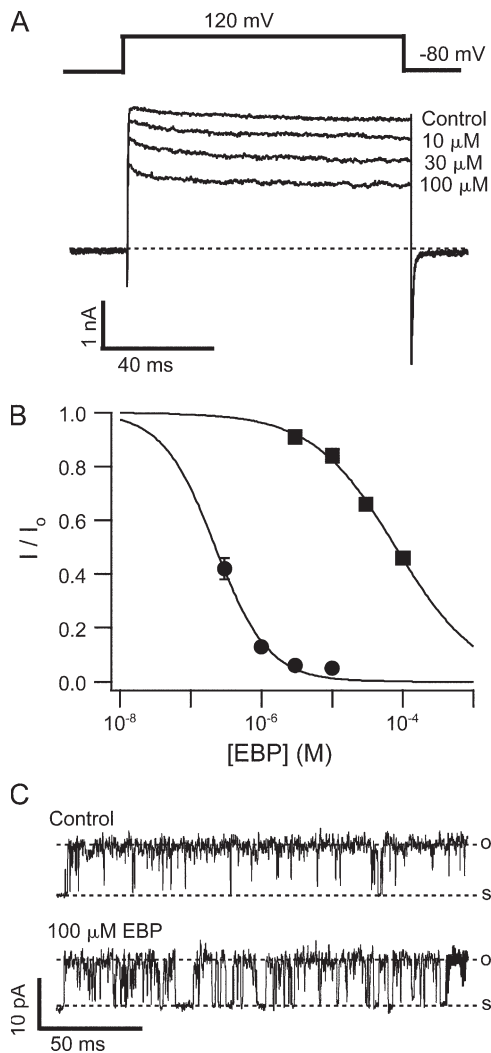 A
120 mV
-80 mV
Control
10 µM
30 µM
100 µM
1 nA
40 ms
B
1.0
0.8
0.6
0.4
0.2
0.0
I / Io
10-8
10-6
10-4
[EBP] (M)
C
Control
o
s
100 µM EBP
o
s
10 pA
50 ms